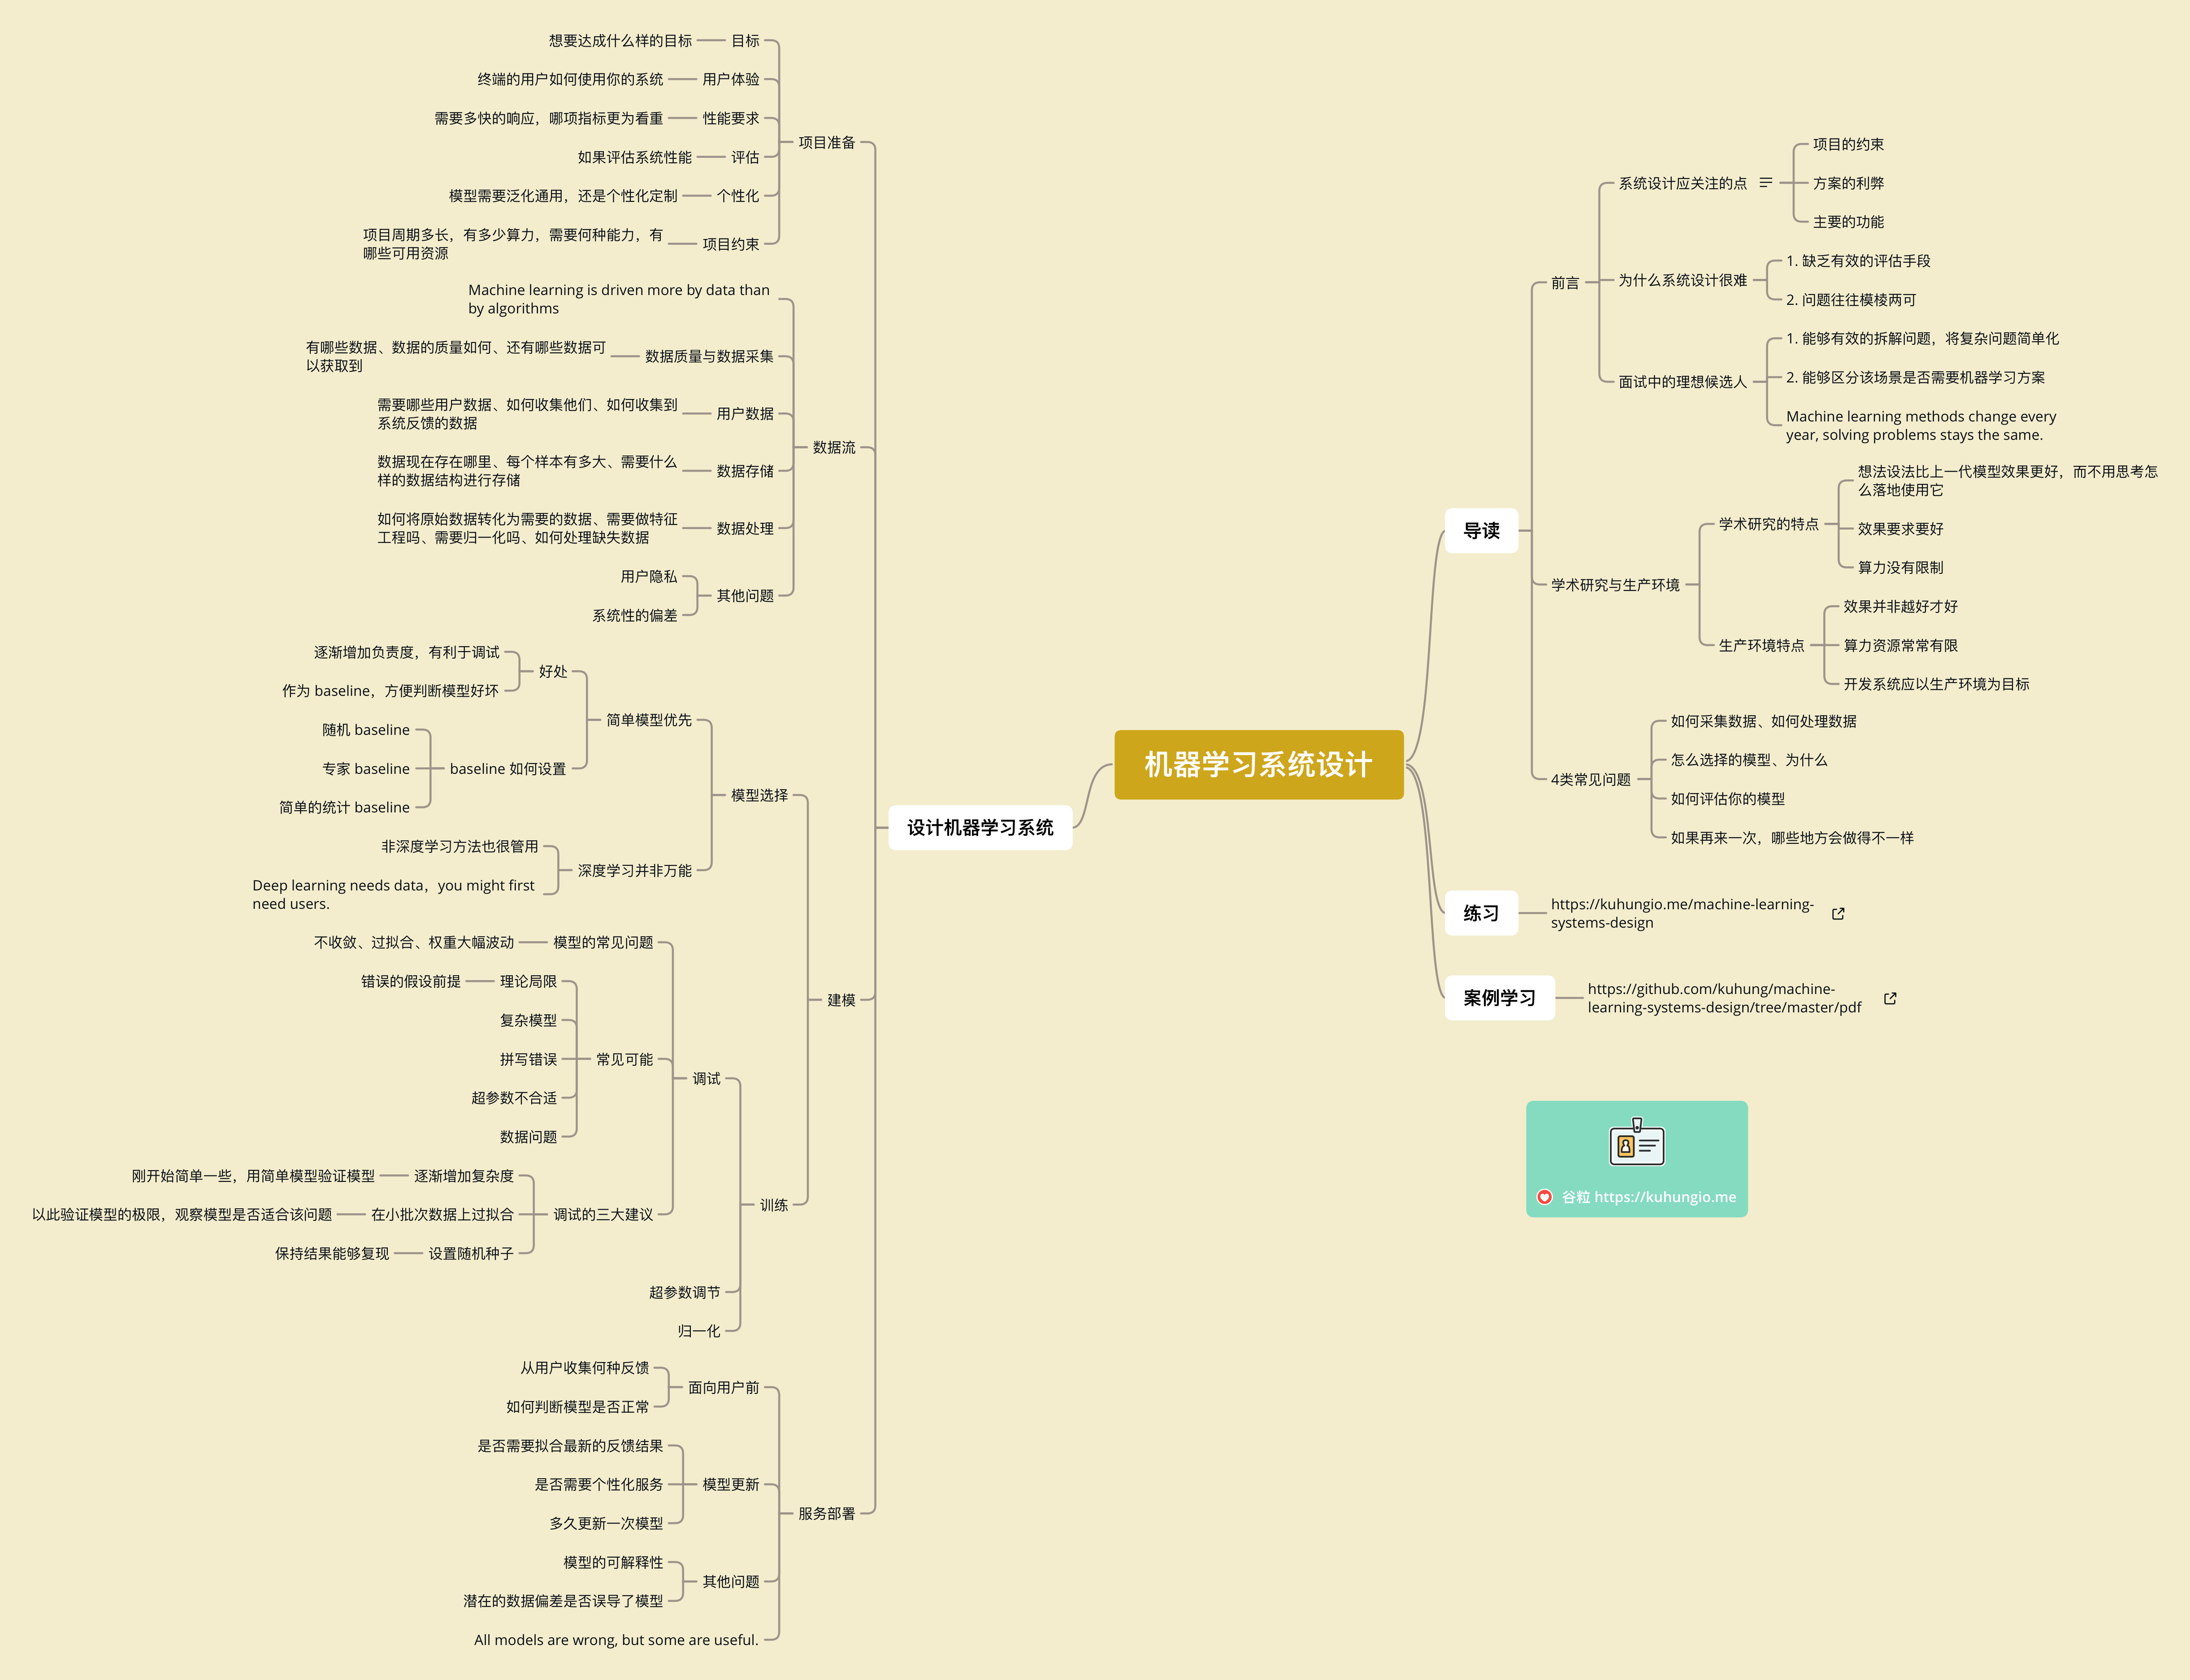 机器学习系统设计
导读
前言
系统设计应关注的点
项目的约束
方案的利弊
主要的功能
为什么系统设计很难
1. 缺乏有效的评估手段
2. 问题往往模棱两可
面试中的理想候选人
1. 能够有效的拆解问题，将复杂问题简单化
2. 能够区分该场景是否需要机器学习方案
Machine learning methods change every
year, solving problems stays the same.
学术研究与生产环境
学术研究的特点
想法设法比上一代模型效果更好，而不用思考怎
么落地使用它
效果要求要好
算力没有限制
生产环境特点
效果并非越好才好
算力资源常常有限
开发系统应以生产环境为目标
4类常见问题
如何采集数据、如何处理数据
怎么选择的模型、为什么
如何评估你的模型
如果再来一次，哪些地方会做得不一样
练习
https://kuhungio.me/machine-learning-
systems-design
案例学习
https://github.com/kuhung/machine-
learning-systems-design/tree/master/pdf
谷粒 https://kuhungio.me
设计机器学习系统
项目准备
目标
想要达成什么样的目标
用户体验
终端的用户如何使用你的系统
性能要求
需要多快的响应，哪项指标更为看重
评估
如果评估系统性能
个性化
模型需要泛化通用，还是个性化定制
项目约束
项目周期多长，有多少算力，需要何种能力，有
哪些可用资源
数据流
Machine learning is driven more by data than
by algorithms
数据质量与数据采集
有哪些数据、数据的质量如何、还有哪些数据可
以获取到
用户数据
需要哪些用户数据、如何收集他们、如何收集到
系统反馈的数据
数据存储
数据现在存在哪里、每个样本有多大、需要什么
样的数据结构进行存储
数据处理
如何将原始数据转化为需要的数据、需要做特征
工程吗、需要归一化吗、如何处理缺失数据
其他问题
用户隐私
系统性的偏差
建模
模型选择
简单模型优先
好处
逐渐增加负责度，有利于调试
作为 baseline，方便判断模型好坏
baseline 如何设置
随机 baseline
专家 baseline
简单的统计 baseline
深度学习并非万能
非深度学习方法也很管用
Deep learning needs data，you might first
need users.
训练
调试
模型的常见问题
不收敛、过拟合、权重大幅波动
常见可能
理论局限
错误的假设前提
复杂模型
拼写错误
超参数不合适
数据问题
调试的三大建议
逐渐增加复杂度
刚开始简单一些，用简单模型验证模型
在小批次数据上过拟合
以此验证模型的极限，观察模型是否适合该问题
设置随机种子
保持结果能够复现
超参数调节
归一化
服务部署
面向用户前
从用户收集何种反馈
如何判断模型是否正常
模型更新
是否需要拟合最新的反馈结果
是否需要个性化服务
多久更新一次模型
其他问题
模型的可解释性
潜在的数据偏差是否误导了模型
All models are wrong, but some are useful.